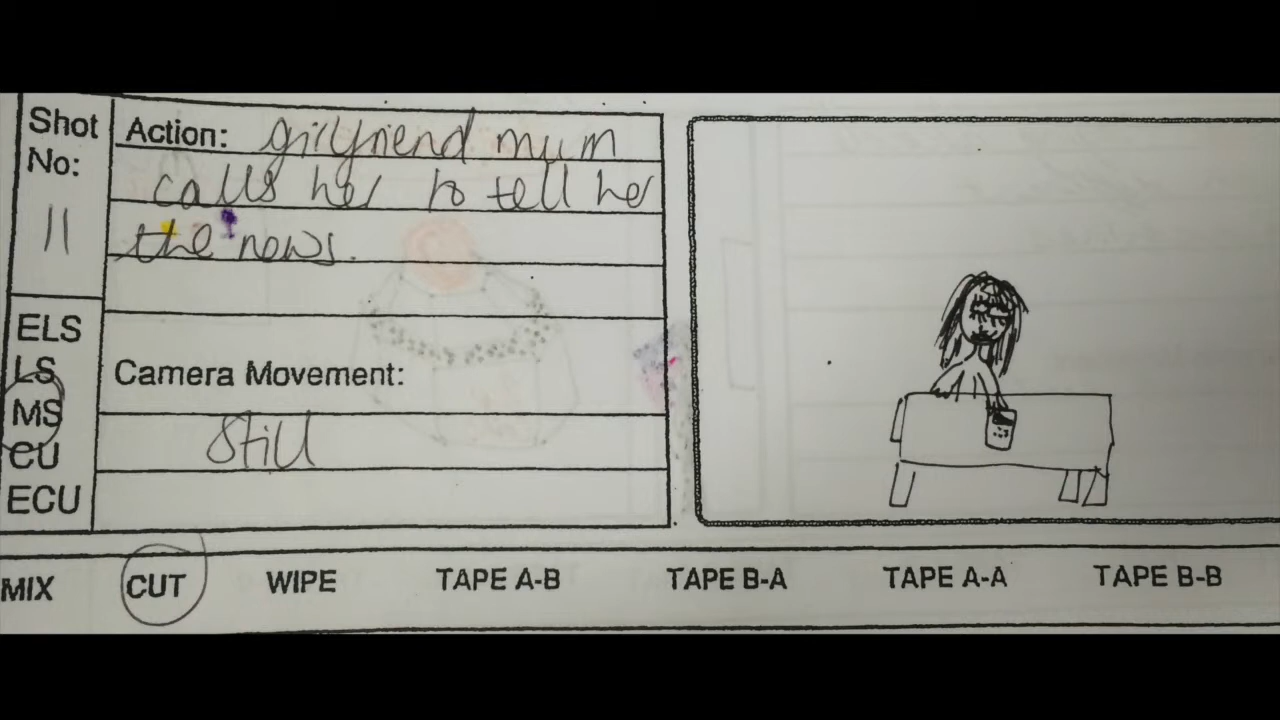 Shot No: 11
Action: girlfriend mum
calls her to tell her
the news.
ELS
LS
MS
CU
ECU
Camera Movement:
Still
MIX CUT WIPE TAPE A-B TAPE B-A TAPE A-A TAPE B-B